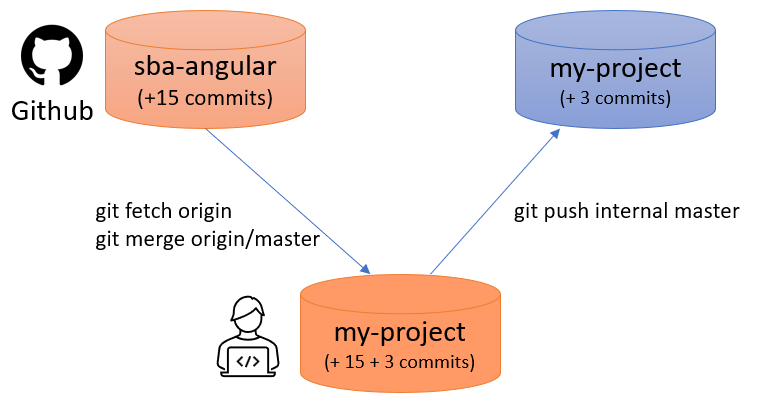 sba-angular
(+15 commits)
Github
my-project
(+ 3 commits)
git fetch origin
git merge origin/master
git push internal master
my-project
(+ 15 + 3 commits)
</>